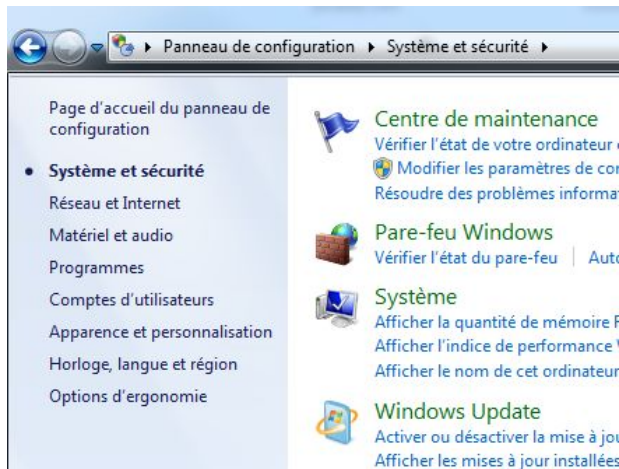 Panneau de configuration ▸ Système et sécurité ▸
Page d'accueil du panneau de
configuration
Système et sécurité
Réseau et Internet
Matériel et audio
Programmes
Comptes d'utilisateurs
Apparence et personnalisation
Horloge, langue et région
Options d'ergonomie
Centre de maintenance
Vérifier l'état de votre ordinateur
Modifier les paramètres de
Résoudre des problèmes
Pare-feu Windows
Vérifier l'état du pare-feu
Système
Afficher la quantité de mémoire
Afficher l'indice de performance
Afficher le nom de cet ordinateur
Windows Update
Activer ou désactiver la mise à
Afficher les mises à jour installées